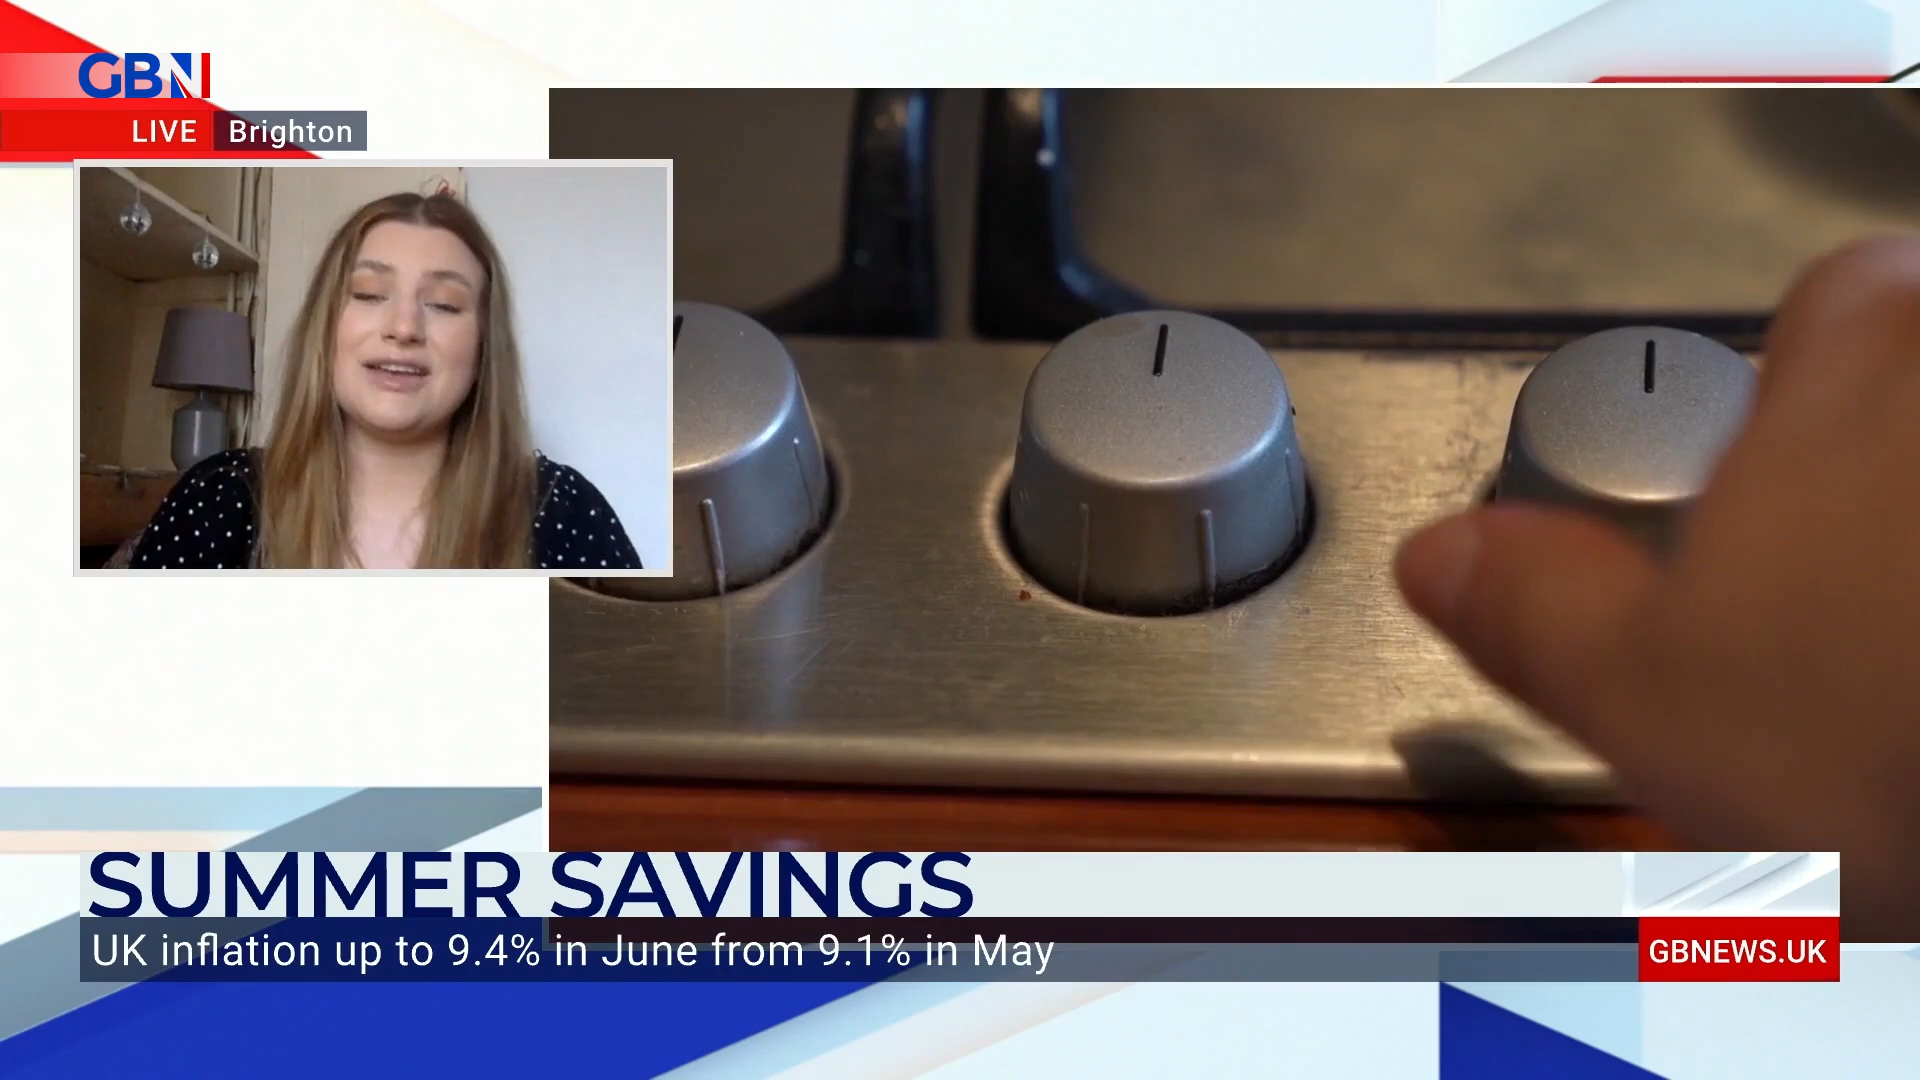 GBN
LIVE Brighton
SUMMER SAVINGS
UK inflation up to 9.4% in June from 9.1% in May
GBNEWS.UK